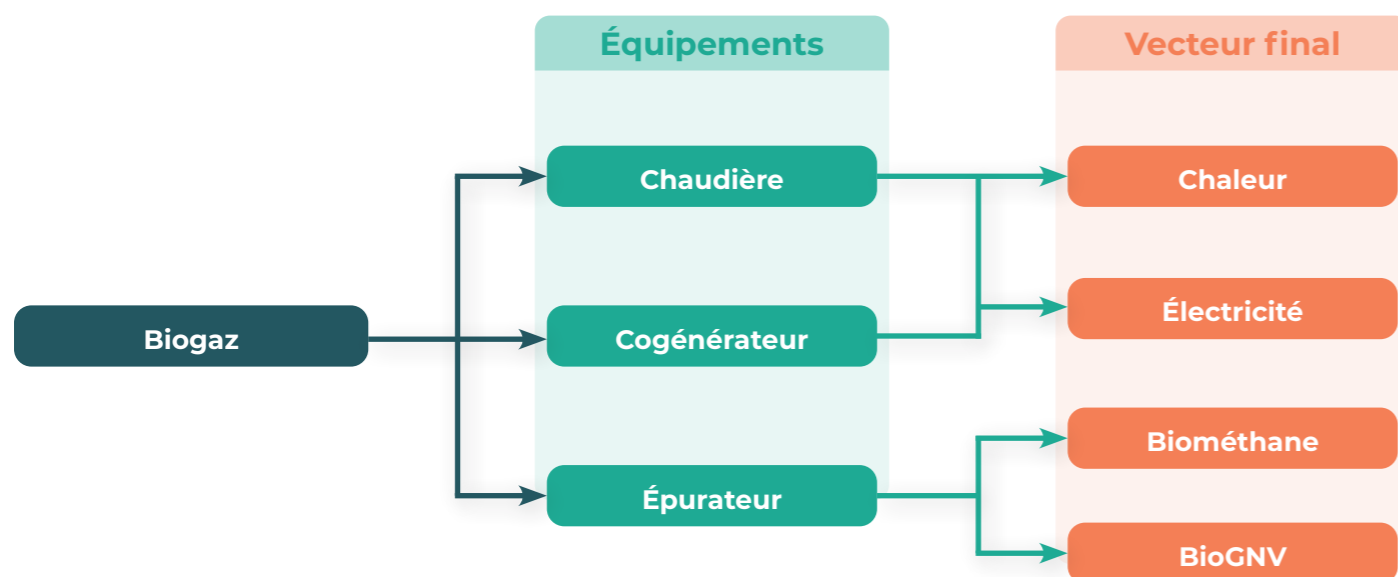 Équipements
Vecteur final
Chaudière
Chaleur
Biogaz
Cogénérateur
Électricité
Épurateur
Biométhane
BioGNV